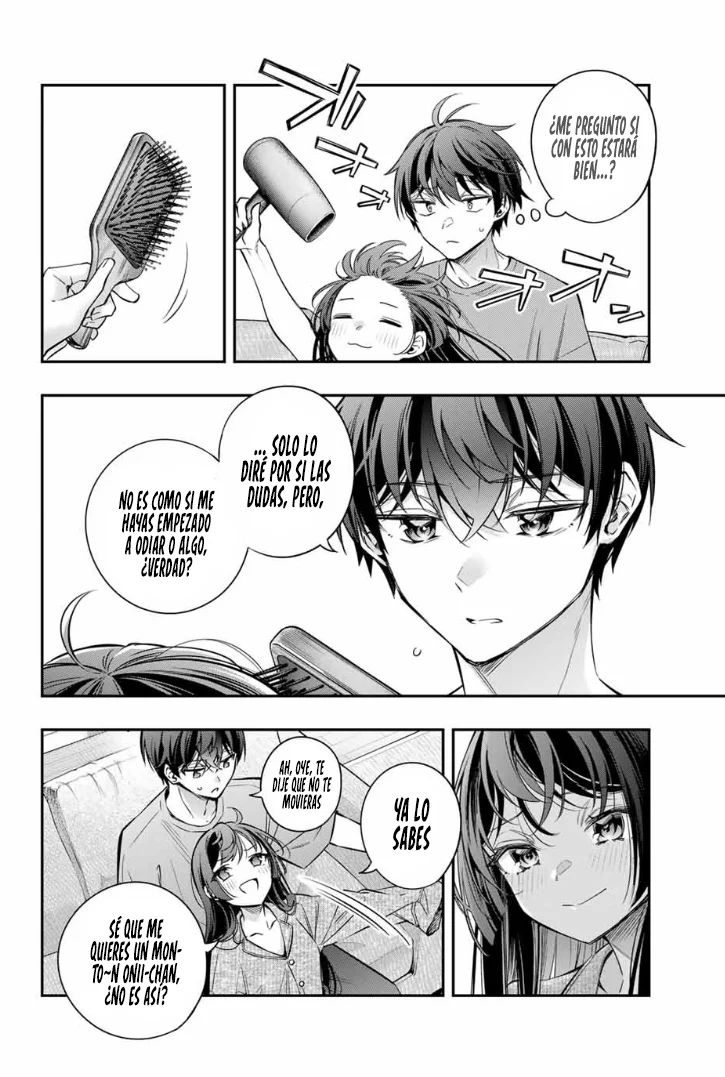 ¿ME PREGUNTO SI
CON ESTO ESTARÁ
BIEN...?
... SOLO LO
DIRÉ POR SI LAS
DUDAS, PERO,
NO ES COMO SI ME
HAYAS EMPEZADO
A ODIAR O ALGO,
¿VERDAD?
AH, OYE, TE
DIJE QUE NO TE
MOVIERAS
YA LO
SABES
SÉ QUE ME
QUIERES UN MON-
TO~N ONII-CHAN,
¿NO ES ASÍ?